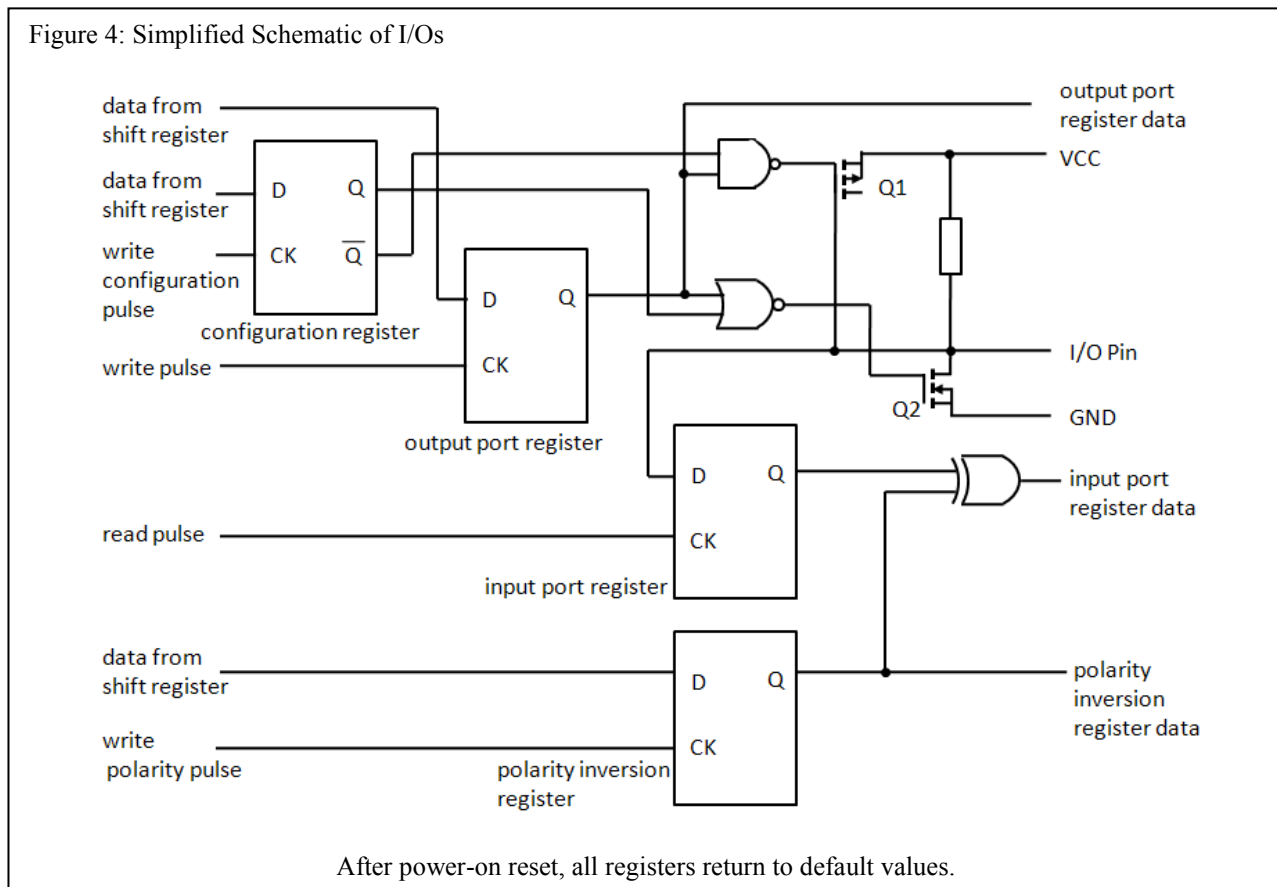 Figure 4: Simplified Schematic of I/Os
data from
shift register
data from
shift register
write
configuration
pulse
D
Q
CK
Q
configuration register
write pulse
D
Q
CK
output port register
output port
register data
VCC
Q1
I/O Pin
Q2
GND
D
Q
CK
input port register
read pulse
input port
register data
data from
shift register
write
polarity pulse
D
Q
CK
polarity inversion
register
polarity
inversion
register data
After power-on reset, all registers return to default values.